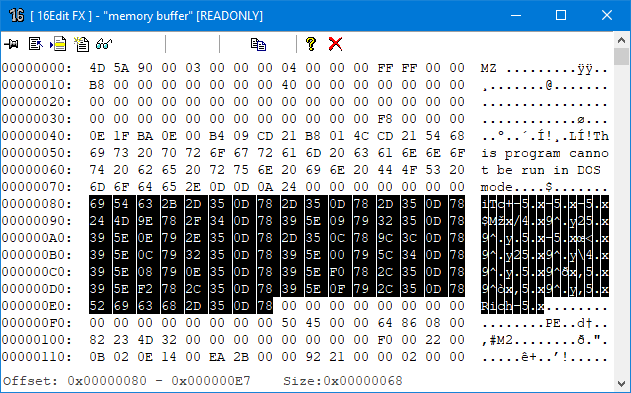 [ 16Edit FX ] - "memory buffer" [READONLY]
00000000: 4D 5A 90 00 03 00 00 00 04 00 00 00 FF FF 00 00 MZ .........ÿÿ..
00000010: B8 00 00 00 00 00 00 00 40 00 00 00 00 00 00 00 ¸.......@.......
00000020: 00 00 00 00 00 00 00 00 00 00 00 00 00 00 00 00 ................
00000030: 00 00 00 00 00 00 00 00 00 00 00 00 F8 00 00 00 ............ø...
00000040: 0E 1F BA 0E 00 B4 09 CD 21 B8 01 4C CD 21 54 68 ..º..´.Í!¸.LÍ!Th
00000050: 69 73 20 70 72 6F 67 72 61 6D 20 63 61 6E 6E 6F is program canno
00000060: 74 20 62 65 20 72 75 6E 20 69 6E 20 44 4F 53 20 t be run in DOS
00000070: 6D 6F 64 65 2E 0D 0D 0A 24 00 00 00 00 00 00 00 mode....$.......
00000080: 69 54 63 2B 2D 35 0D 78 2D 35 0D 78 2D 35 0D 78 iTc+-5.x-5.x-5.x
00000090: 24 4D 9E 78 2F 34 0D 78 39 5E 09 79 32 35 0D 78 $Mžx/4.x9^.y25.x
000000A0: 39 5E 0E 79 2E 35 0D 78 2D 35 0C 78 9C 3C 0D 78 9^.y.5.x-5.xœ<.x
000000B0: 39 5E 0C 79 32 35 0D 78 39 5E 00 79 5C 34 0D 78 9^.y25.x9^.y\4.x
000000C0: 39 5E 08 79 0E 35 0D 78 39 5E F0 78 2C 35 0D 78 9^.y.5.x9^ðx,5.x
000000D0: 39 5E F2 78 2C 35 0D 78 39 5E 0F 79 2C 35 0D 78 9^òx,5.x9^.y,5.x
000000E0: 52 69 63 68 2D 35 0D 78 00 00 00 00 00 00 00 00 Rich-5.x........
000000F0: 00 00 00 00 00 00 00 00 50 45 00 00 64 86 08 00 ........PE..d†..
00000100: 82 23 4D 32 00 00 00 00 00 00 00 00 F0 00 22 00 ‚#M2........ð.".
00000110: 0B 02 0E 14 00 EA 2B 00 00 92 21 00 00 00 02 00 .....ê+..’!.....
Offset: 0x00000080 - 0x000000E7 Size:0x00000068